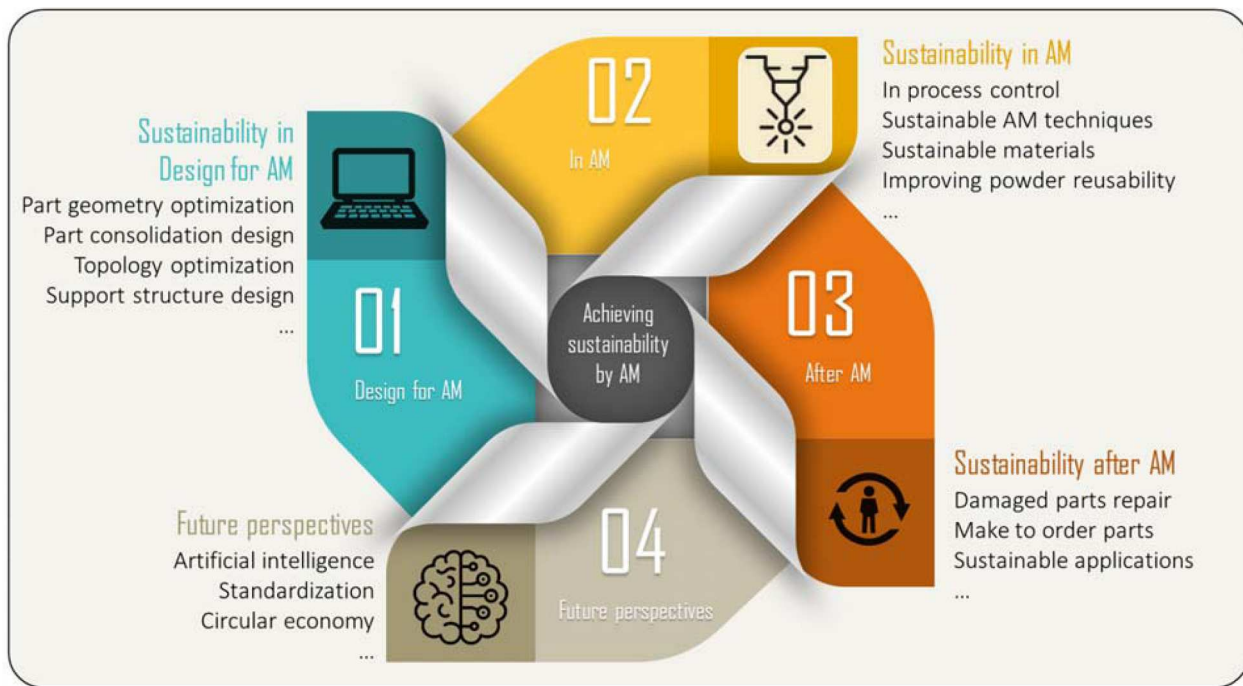 Sustainability in
Design for AM
Part geometry optimization
Part consolidation design
Topology optimization
Support structure design
...
01
Design for AM
02
In AM
Sustainability in AM
In process control
Sustainable AM techniques
Sustainable materials
Improving powder reusability
...
Achieving
sustainability
by AM
03
After AM
Sustainability after AM
Damaged parts repair
Make to order parts
Sustainable applications
...
04
Future perspectives
Future perspectives
Artificial intelligence
Standardization
Circular economy
...